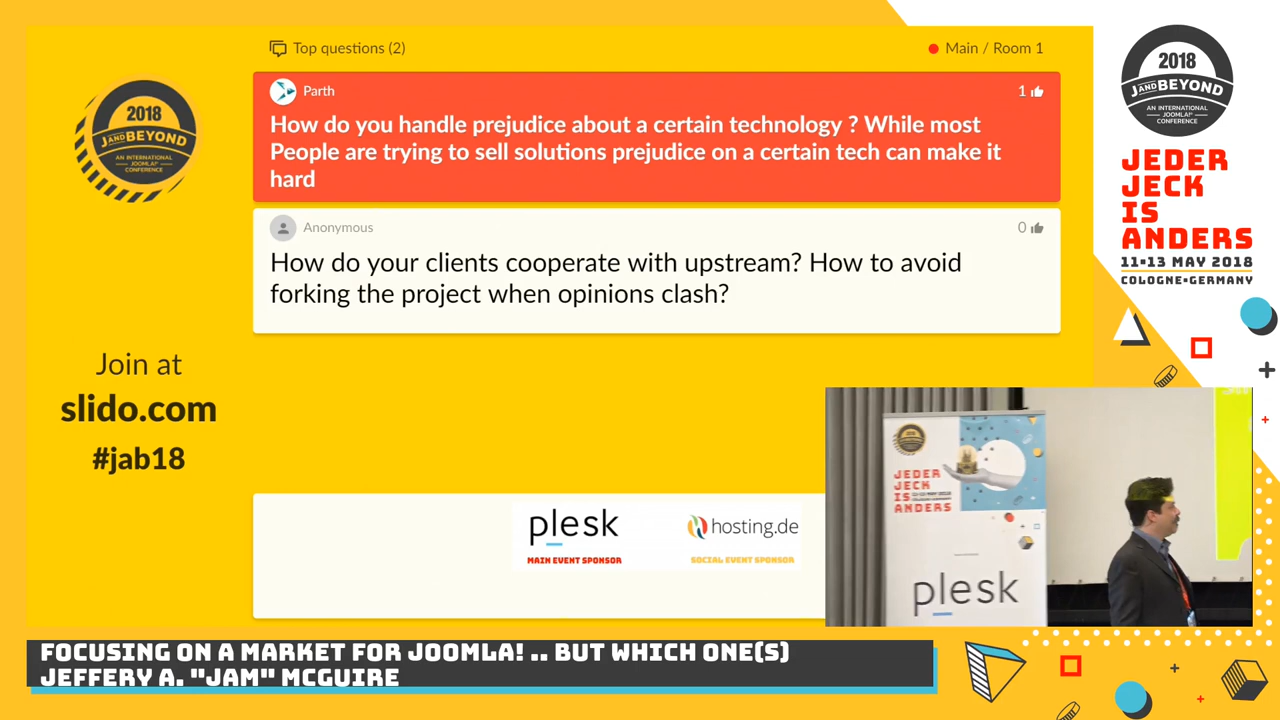 Top questions (2)
Main / Room 1
2018
J AND BEYOND
AN INTERNATIONAL
JOOMLA! CONFERENCE
Parth
1
How do you handle prejudice about a certain technology ? While most
People are trying to sell solutions prejudice on a certain tech can make it
hard
Anonymous
0
How do your clients cooperate with upstream? How to avoid
forking the project when opinions clash?
Join at
slido.com
#jab18
plesk
MAIN EVENT SPONSOR
hosting.de
SOCIAL EVENT SPONSOR
2018
J AND BEYOND
AN INTERNATIONAL
JOOMLA! CONFERENCE
JEDER
JECK
IS
ANDERS
11-13 MAY 2018
COLOGNE-GERMANY
JEDER
JECK
IS
ANDERS
plesk
FOCUSING ON A MARKET FOR JOOMLA! .. BUT WHICH ONE(S)
JEFFERY A. "JAM" MCGUIRE